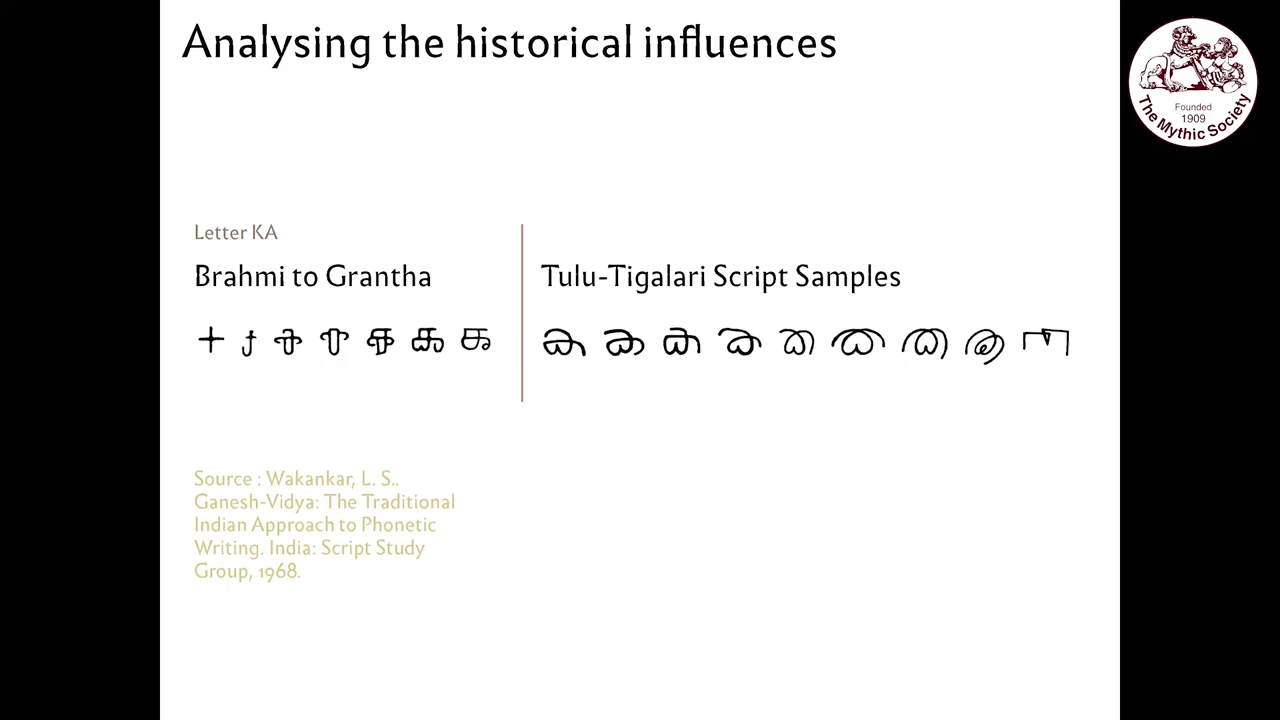 Analysing the historical influences
Founded
1909
The Mythic Society
Letter KA
Brahmi to Grantha
Tulu-Tigalari Script Samples
Source : Wakankar, L. S..
Ganesh-Vidya: The Traditional
Indian Approach to Phonetic
Writing. India: Script Study
Group, 1968.